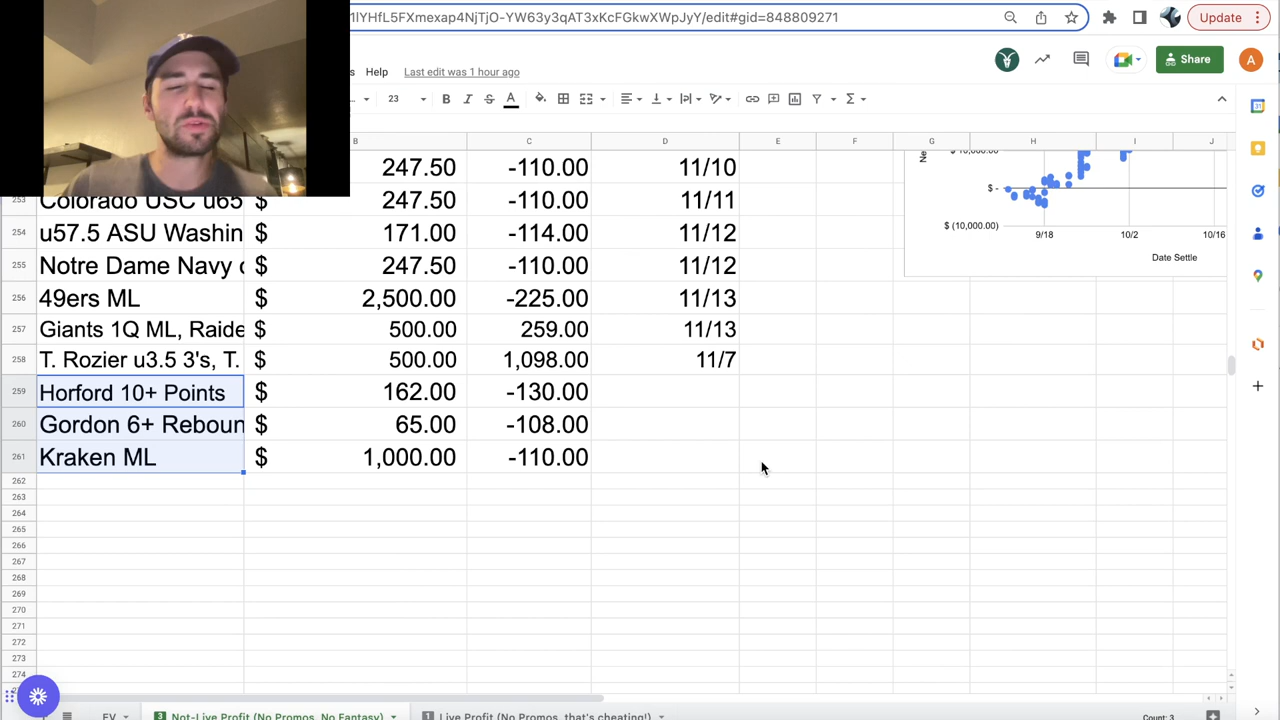 1lYHfL5FXmexap4NjTjO-YW63y3qAT3xKcFGkwXWpJyY/edit#gid=848809271
Update
s Help Last edit was 1 hour ago
Share
A
23 B I S A
B C D E F G H I J
247.50 -110.00 11/10
253 Colorado USC u65 $ 247.50 -110.00 11/11
254 u57.5 ASU Washin $ 171.00 -114.00 11/12
255 Notre Dame Navy $ 247.50 -110.00 11/12
256 49ers ML $ 2,500.00 -225.00 11/13
257 Giants 1Q ML, Raide $ 500.00 259.00 11/13
258 T. Rozier u3.5 3's, T. $ 500.00 1,098.00 11/7
259 Horford 10+ Points $ 162.00 -130.00
260 Gordon 6+ Reboun $ 65.00 -108.00
261 Kraken ML $ 1,000.00 -110.00
262
263
264
265
266
267
268
269
270
271
272
273
274
Ne
$ 10,000.00
$ -
$ (10,000.00)
9/18 10/2 10/16
Date Settle
31
EV
3 Not-Live Profit (No Promos, No Fantasy)
1 Live Profit (No Promos, that's cheating!)
Count: 3